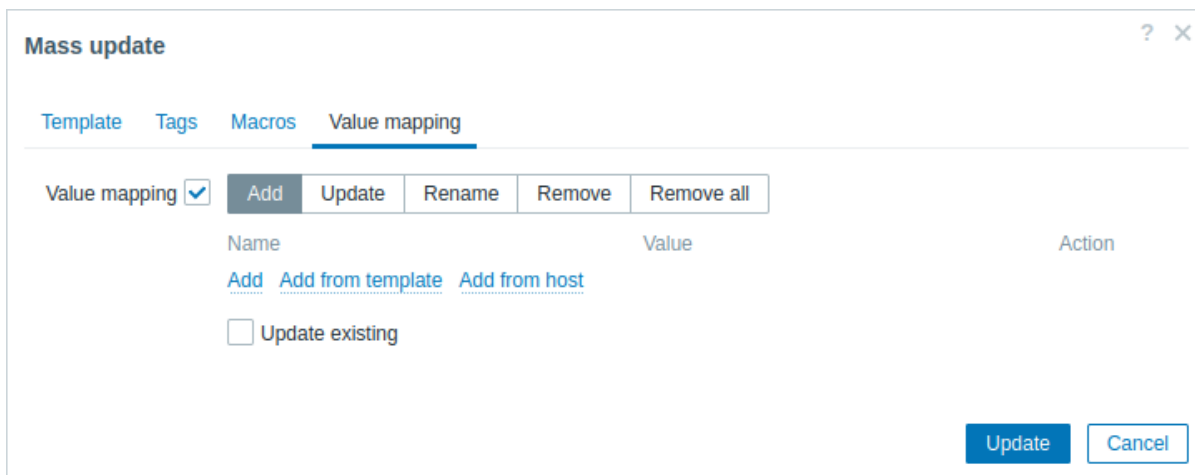 Mass update ?
Template Tags Macros Value mapping
Value mapping Add Update Rename Remove Remove all
Name Value Action
Add Add from template Add from host
Update existing
Update Cancel